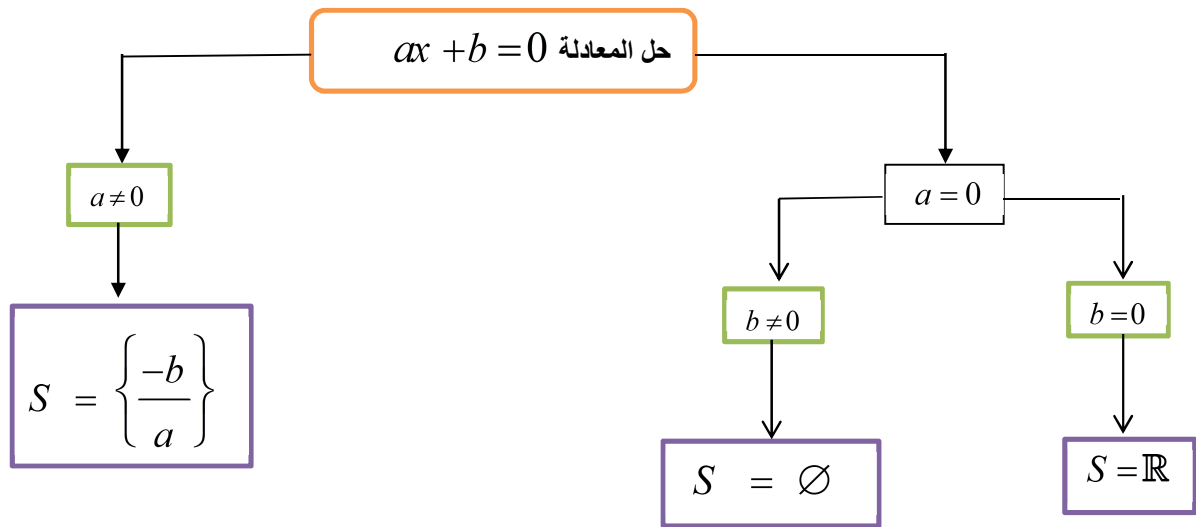 حل المعادلة ax + b = 0
a ≠ 0
a = 0
b ≠ 0
b = 0
S = {-b/a}
S = ∅
S = ℝ